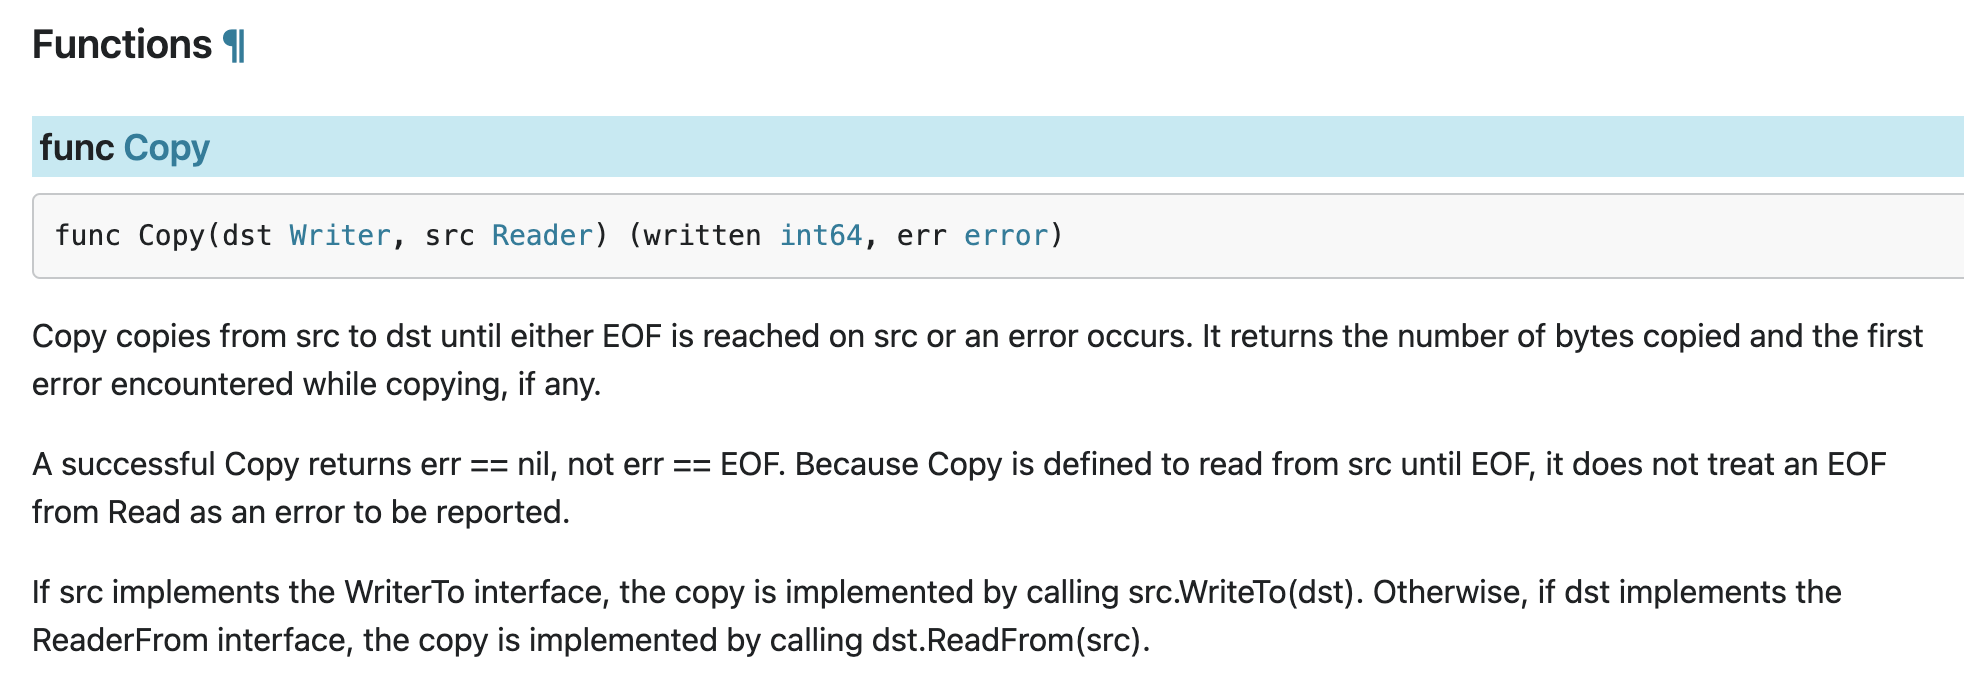 Functions ¶
func Copy
func Copy(dst Writer, src Reader) (written int64, err error)
Copy copies from src to dst until either EOF is reached on src or an error occurs. It returns the number of bytes copied and the first
error encountered while copying, if any.
A successful Copy returns err == nil, not err == EOF. Because Copy is defined to read from src until EOF, it does not treat an EOF
from Read as an error to be reported.
If src implements the WriterTo interface, the copy is implemented by calling src.WriteTo(dst). Otherwise, if dst implements the
ReaderFrom interface, the copy is implemented by calling dst.ReadFrom(src).